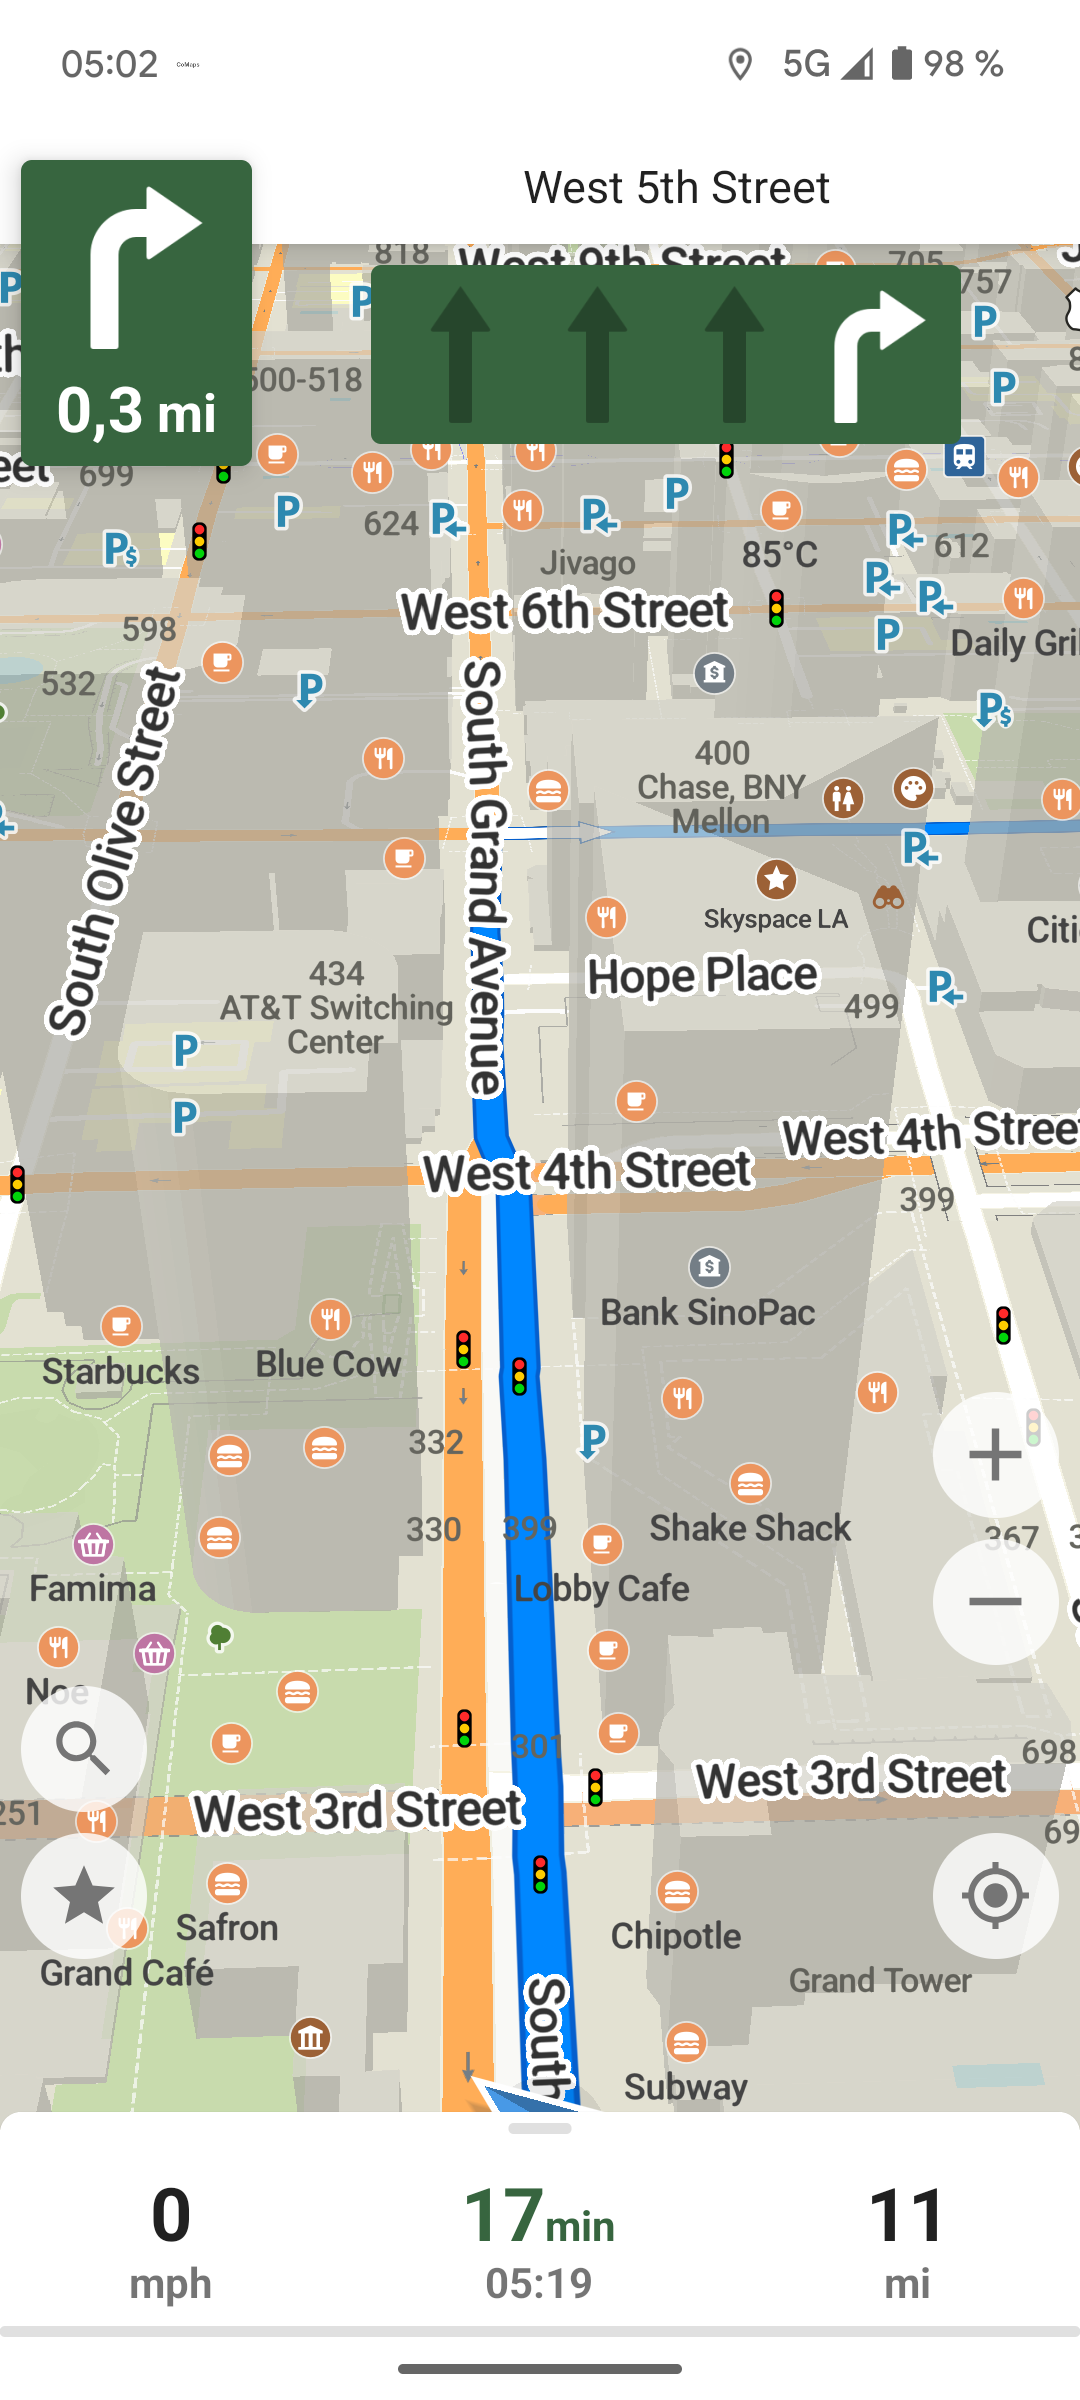 05:02 CoMaps 5G 98 %
West 5th Street
0,3 mi
818
West 9th Street
705
757
500-518
699
624
Jivago
85°C
612
West 6th Street
598
Daily Gri
532
South Olive Street
South Grand Avenue
400
Chase, BNY
Mellon
Skyspace LA
Citi
Hope Place
434
AT&T Switching
Center
499
West 4th Street
West 4th Street
399
Bank SinoPac
Starbucks
Blue Cow
332
330
399
Shake Shack
367
Famima
Lobby Cafe
Noe
301
698
West 3rd Street
West 3rd Street
251
69
Safron
Chipotle
Grand Café
Grand Tower
South
Subway
0
mph
17min
05:19
11
mi